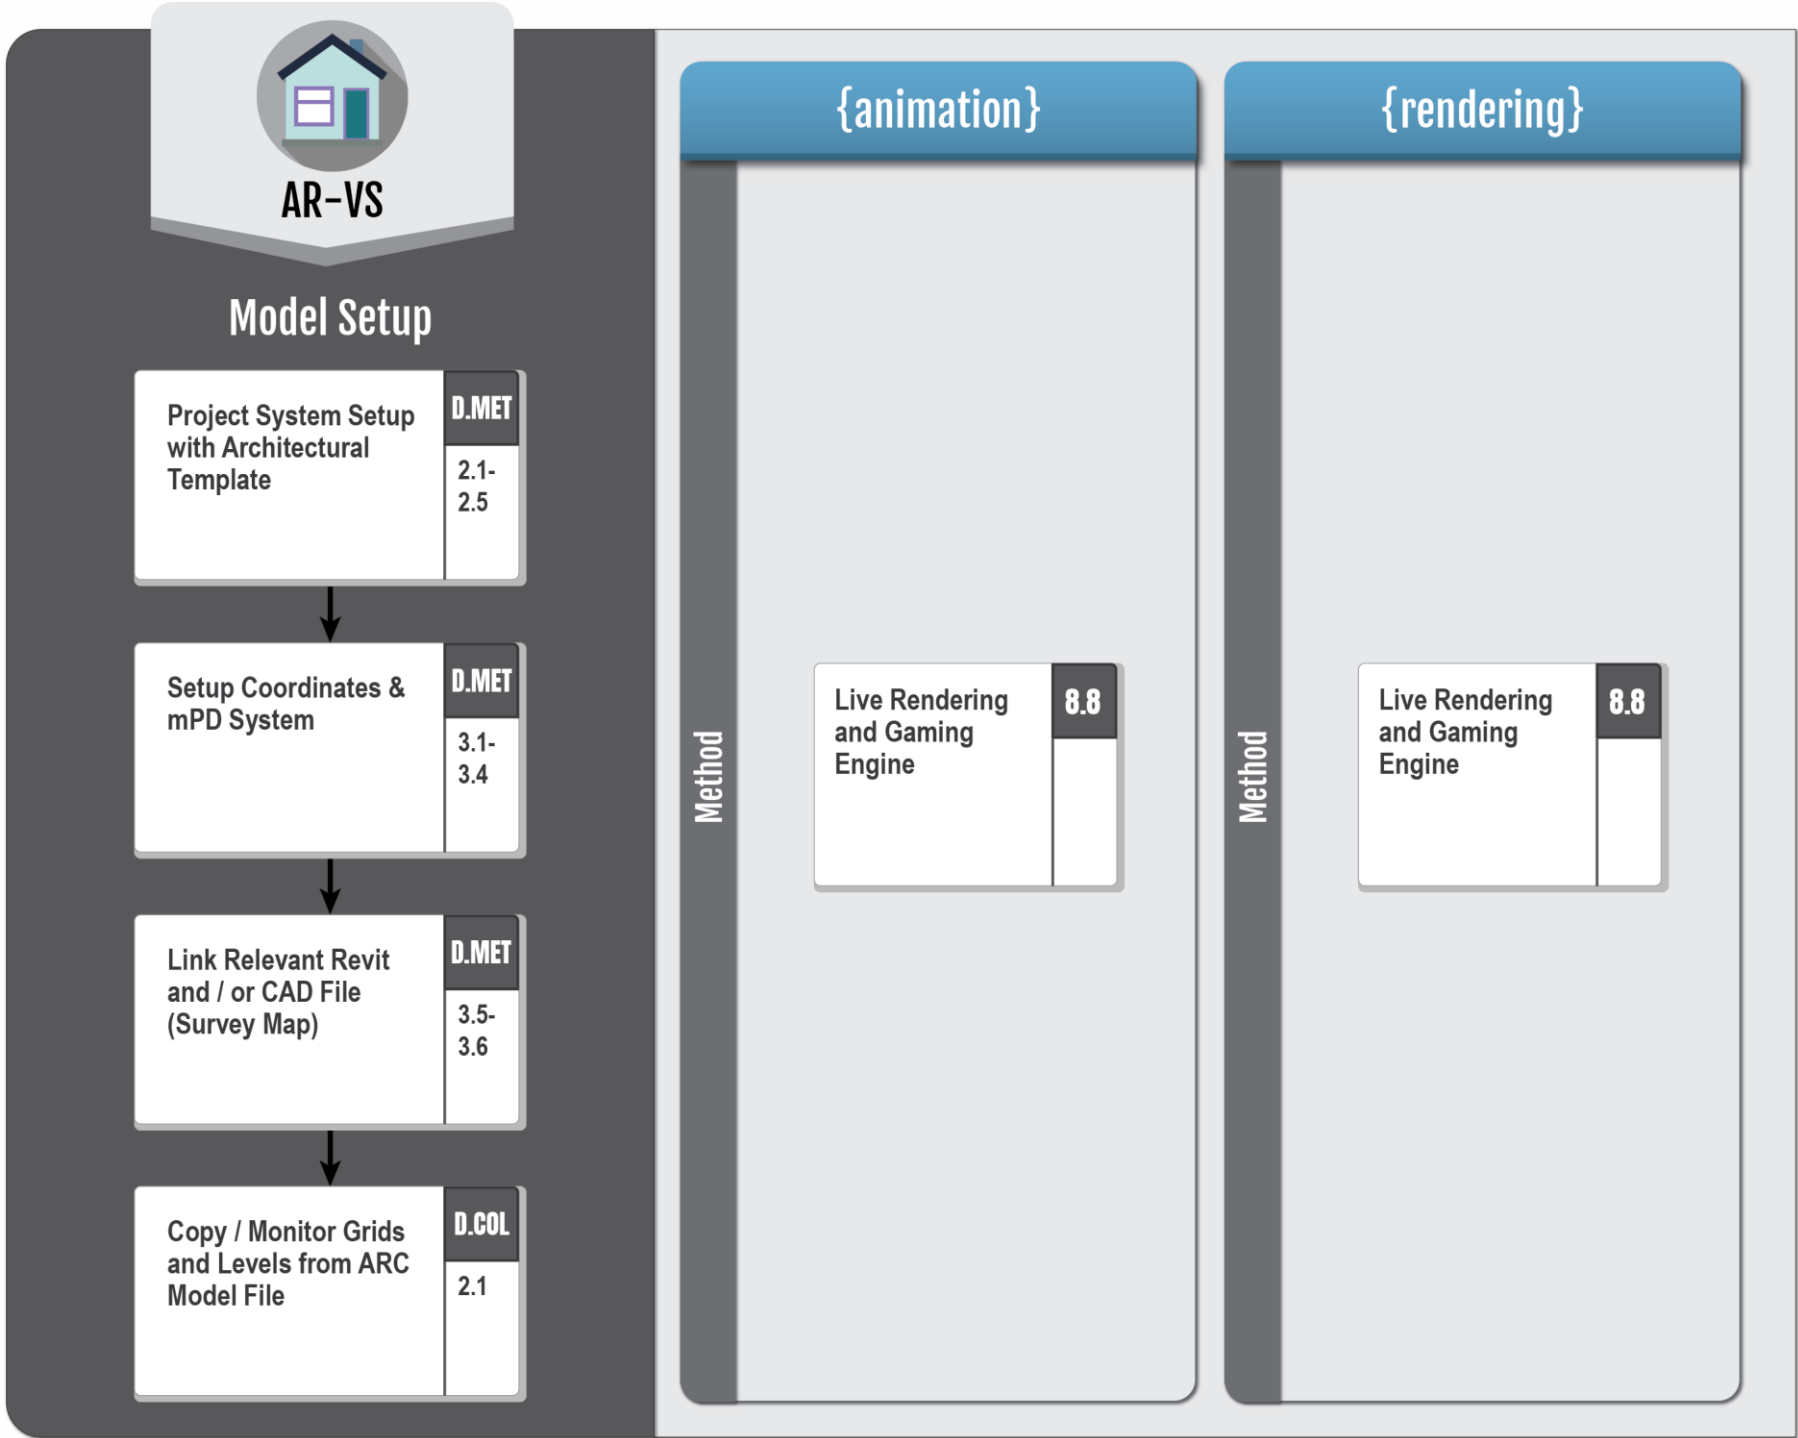 AR-VS
Model Setup
Project System Setup
with Architectural
Template
D.MET
2.1-
2.5
Setup Coordinates &
mPD System
D.MET
3.1-
3.4
Link Relevant Revit
and / or CAD File
(Survey Map)
D.MET
3.5-
3.6
Copy / Monitor Grids
and Levels from ARC
Model File
D.COL
2.1
{animation}
Method
Live Rendering
and Gaming
Engine
8.8
{rendering}
Method
Live Rendering
and Gaming
Engine
8.8